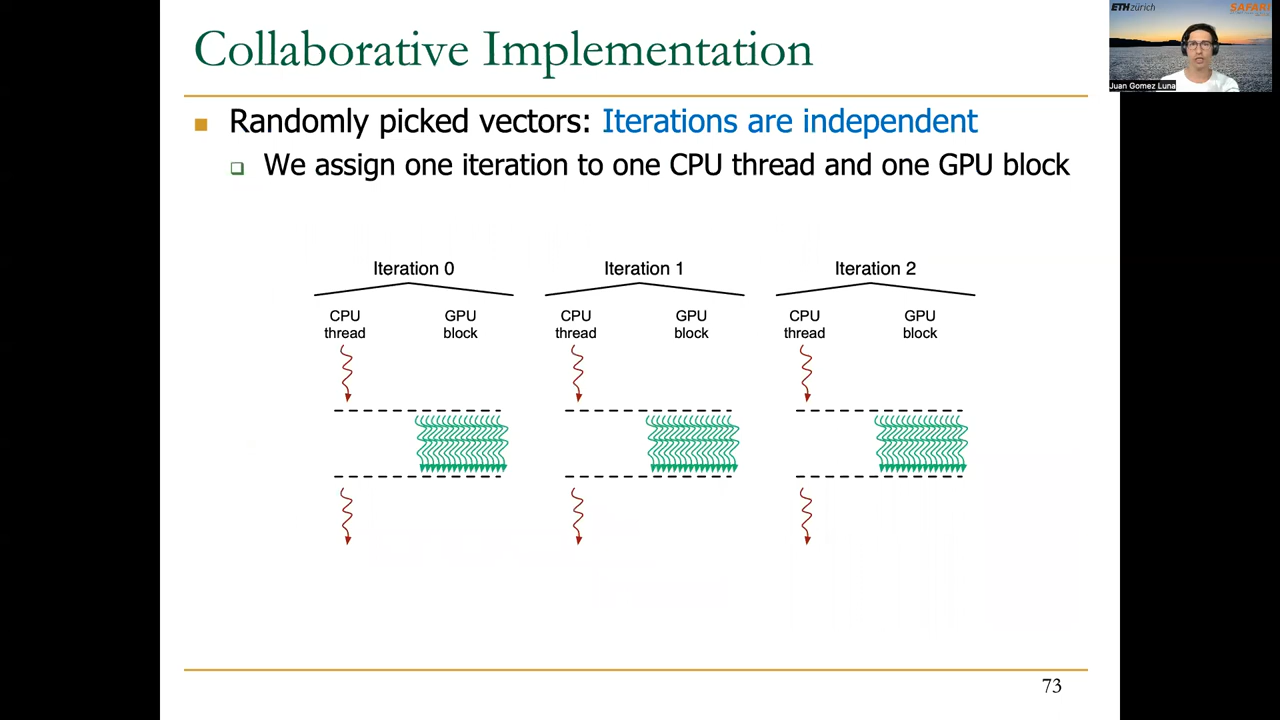 Collaborative Implementation
ETH zürich
SAFARI
Juan Gomez Luna
Randomly picked vectors: Iterations are independent
We assign one iteration to one CPU thread and one GPU block
Iteration 0
Iteration 1
Iteration 2
CPU thread
GPU block
CPU thread
GPU block
CPU thread
GPU block
73